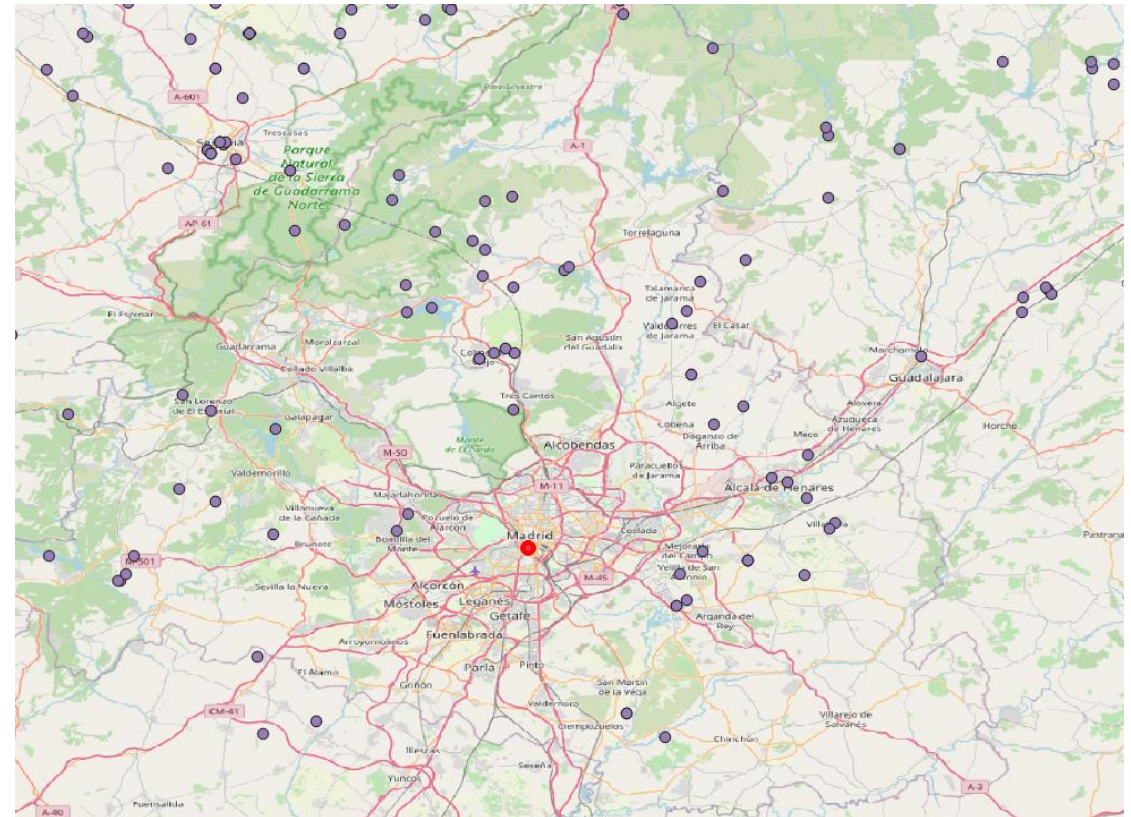 A-601
Trescasas
Parque
Natural
de la Sierra
de Guadarrama
Norte
A-1
AP-61
Torrelaguna
El Espinar
Talamanca
de Jarama
Valdetorres
de Jarama
El Casar
San Agustín
del Guadalix
Guadarrama
Moralzarzal
Collado Villalba
Marchamalo
Guadalajara
Tres Cantos
San Lorenzo
de El Escorial
Galapagar
Algete
Cobeña
Alovera
Azuqueca
de Henares
Horche
Daganzo de
Arriba
Meco
Monte
de El Pardo
Alcobendas
M-50
Valdemorillo
Paracuellos
de Jarama
M-11
Alcalá de Henares
Majadahonda
Villanueva
de la Cañada
Pozuelo de
Alarcón
Madrid
Coslada
Boadilla del
Monte
Brunete
Pastrana
M-501
Mejorada
del Campo
Velilla de San
Antonio
M-45
Sevilla la Nueva
Alcorcón
Móstoles
Leganés
Getafe
Arganda del
Rey
Fuenlabrada
Arroyomolinos
Parla
Pinto
El Álamo
Griñón
San Martín
de la Vega
Valdemoro
CM-41
Ciempozuelos
Villarejo de
Salvanés
Chinchón
Illescas
Seseña
Yuncos
A-3
Fuensalida
A-40